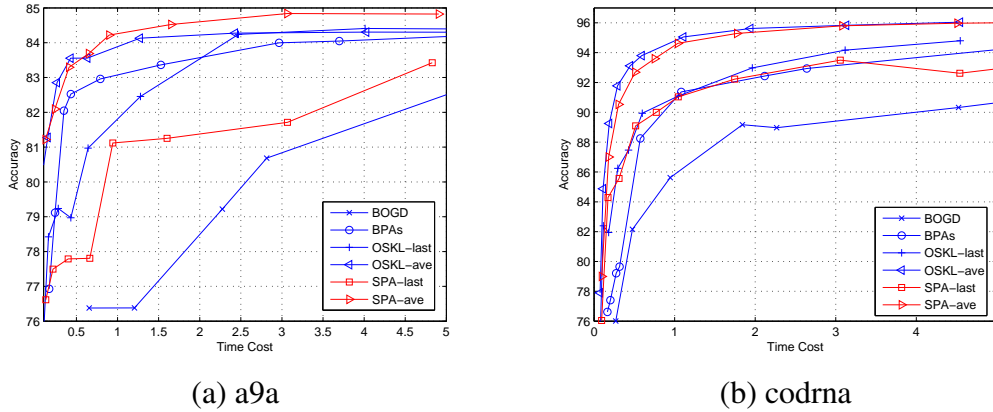 85
84
83
82
81
80
79
78
77
76
Accuracy
0.5 1 1.5 2 2.5 3 3.5 4 4.5 5
Time Cost
BOGD
BPAs
OSKL−last
OSKL−ave
SPA−last
SPA−ave
(a) a9a
96
94
92
90
88
86
84
82
80
78
76
Accuracy
0 1 2 3 4
Time Cost
BOGD
BPAs
OSKL−last
OSKL−ave
SPA−last
SPA−ave
(b) codrna